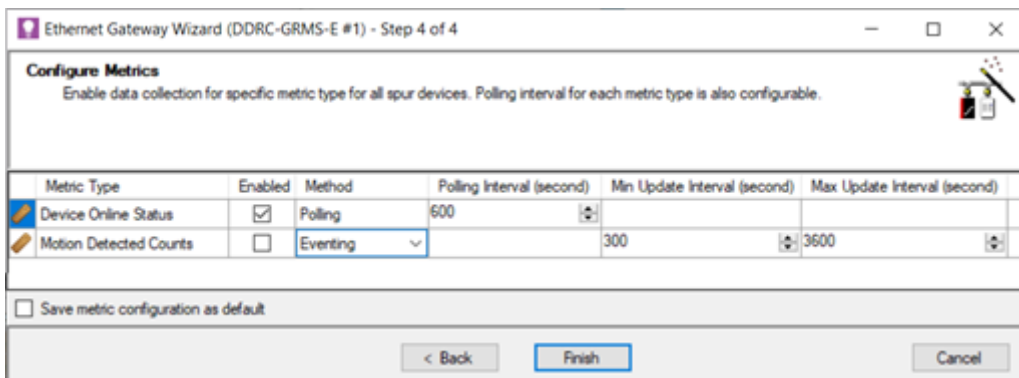 Ethernet Gateway Wizard (DDRC-GRMS-E #1) - Step 4 of 4
Configure Metrics
Enable data collection for specific metric type for all spur devices. Polling interval for each metric type is also configurable.
Metric Type Enabled Method Polling Interval (second) Min Update Interval (second) Max Update Interval (second)
Device Online Status Polling 600
Motion Detected Counts Eventing 300 3600
Save metric configuration as default
< Back Finish Cancel